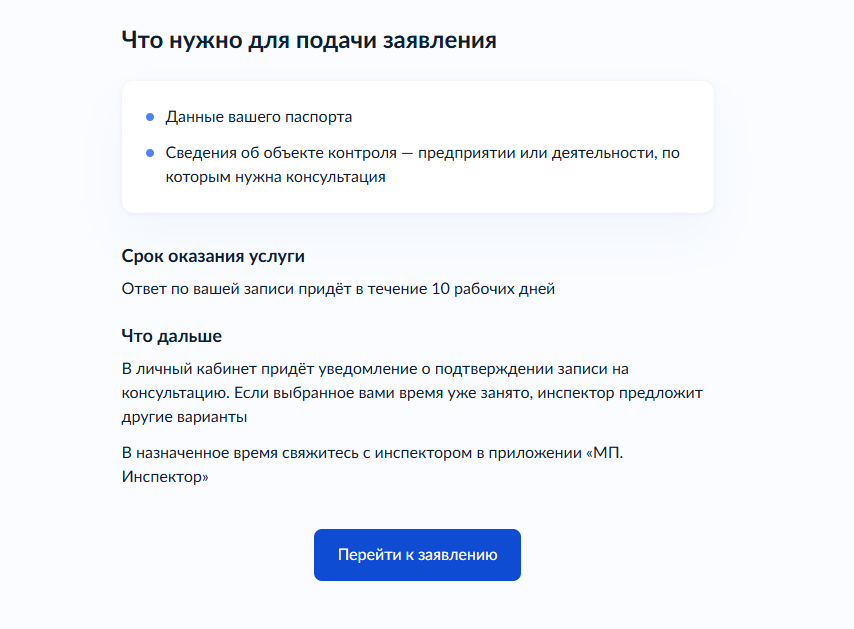 Что нужно для подачи заявления
Данные вашего паспорта
Сведения об объекте контроля — предприятии или деятельности, по
которым нужна консультация
Срок оказания услуги
Ответ по вашей записи придёт в течение 10 рабочих дней
Что дальше
В личный кабинет придёт уведомление о подтверждении записи на
консультацию. Если выбранное вами время уже занято, инспектор предложит
другие варианты
В назначенное время свяжитесь с инспектором в приложении «МП.
Инспектор»
Перейти к заявлению